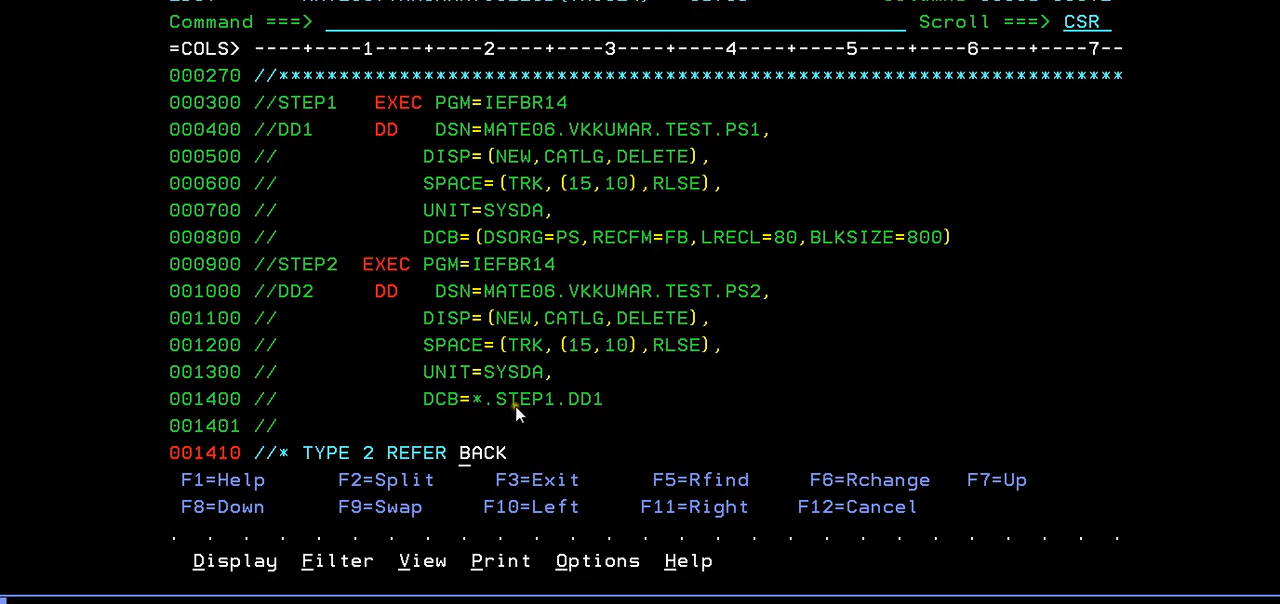 Command ===> Scroll ===> CSR
=COLS> ----+----1----+----2----+----3----+----4----+----5----+----6----+----7--
000270 //**********************************************************************
000300 //STEP1   EXEC PGM=IEFBR14
000400 //DD1     DD   DSN=MATE06.VKKUMAR.TEST.PS1,
000500 //            DISP=(NEW,CATLG,DELETE),
000600 //            SPACE=(TRK,(15,10),RLSE),
000700 //            UNIT=SYSDA,
000800 //            DCB=(DSORG=PS,RECFM=FB,LRECL=80,BLKSIZE=800)
000900 //STEP2  EXEC PGM=IEFBR14
001000 //DD2     DD   DSN=MATE06.VKKUMAR.TEST.PS2,
001100 //            DISP=(NEW,CATLG,DELETE),
001200 //            SPACE=(TRK,(15,10),RLSE),
001300 //            UNIT=SYSDA,
001400 //            DCB=*.STEP1.DD1
001401 //
001410 //* TYPE 2 REFER BACK
F1=Help      F2=Split     F3=Exit      F5=Rfind     F6=Rchange   F7=Up
F8=Down      F9=Swap     F10=Left     F11=Right    F12=Cancel
Display  Filter  View  Print  Options  Help